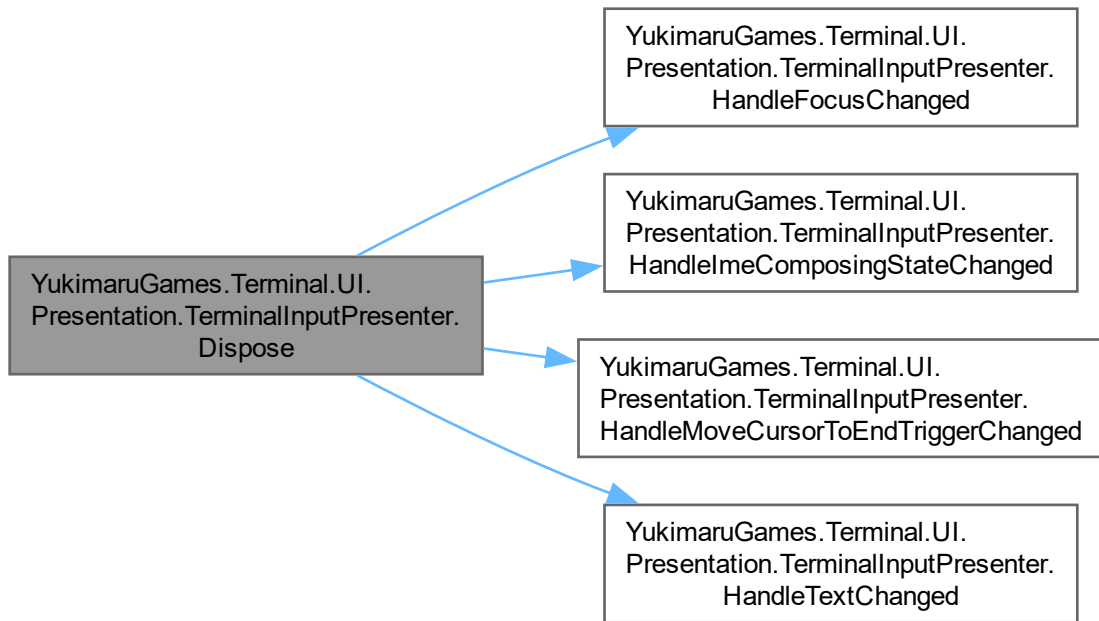 YukimaruGames.Terminal.UI.
Presentation.TerminalInputPresenter.
Dispose
YukimaruGames.Terminal.UI.
Presentation.TerminalInputPresenter.
HandleFocusChanged
YukimaruGames.Terminal.UI.
Presentation.TerminalInputPresenter.
HandleImeComposingStateChanged
YukimaruGames.Terminal.UI.
Presentation.TerminalInputPresenter.
HandleMoveCursorToEndTriggerChanged
YukimaruGames.Terminal.UI.
Presentation.TerminalInputPresenter.
HandleTextChanged